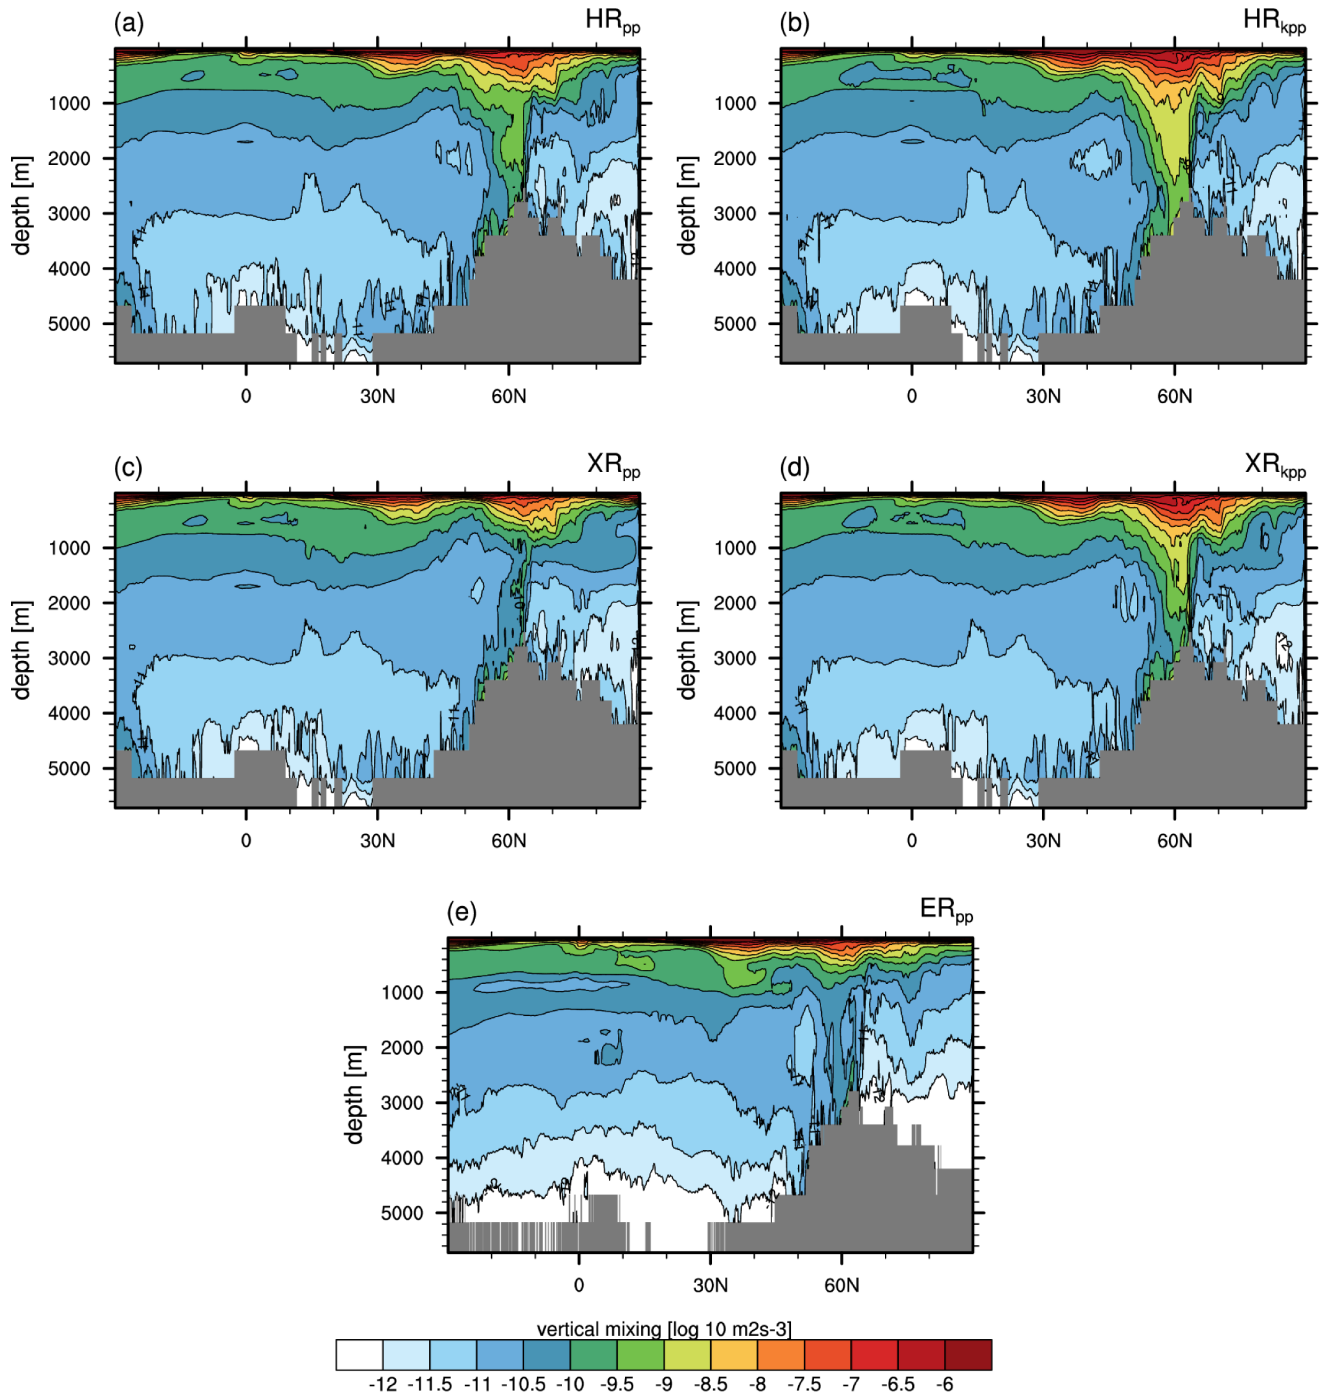 (a) HRpp
(b) HRkpp
1000
2000
3000
4000
5000
depth [m]
0 30N 60N
1000
2000
3000
4000
5000
depth [m]
0 30N 60N
(c) XRpp
(d) XRkpp
1000
2000
3000
4000
5000
depth [m]
0 30N 60N
1000
2000
3000
4000
5000
depth [m]
0 30N 60N
(e) ERpp
1000
2000
3000
4000
5000
depth [m]
0 30N 60N
vertical mixing [log 10 m2s-3]
-12 -11.5 -11 -10.5 -10 -9.5 -9 -8.5 -8 -7.5 -7 -6.5 -6